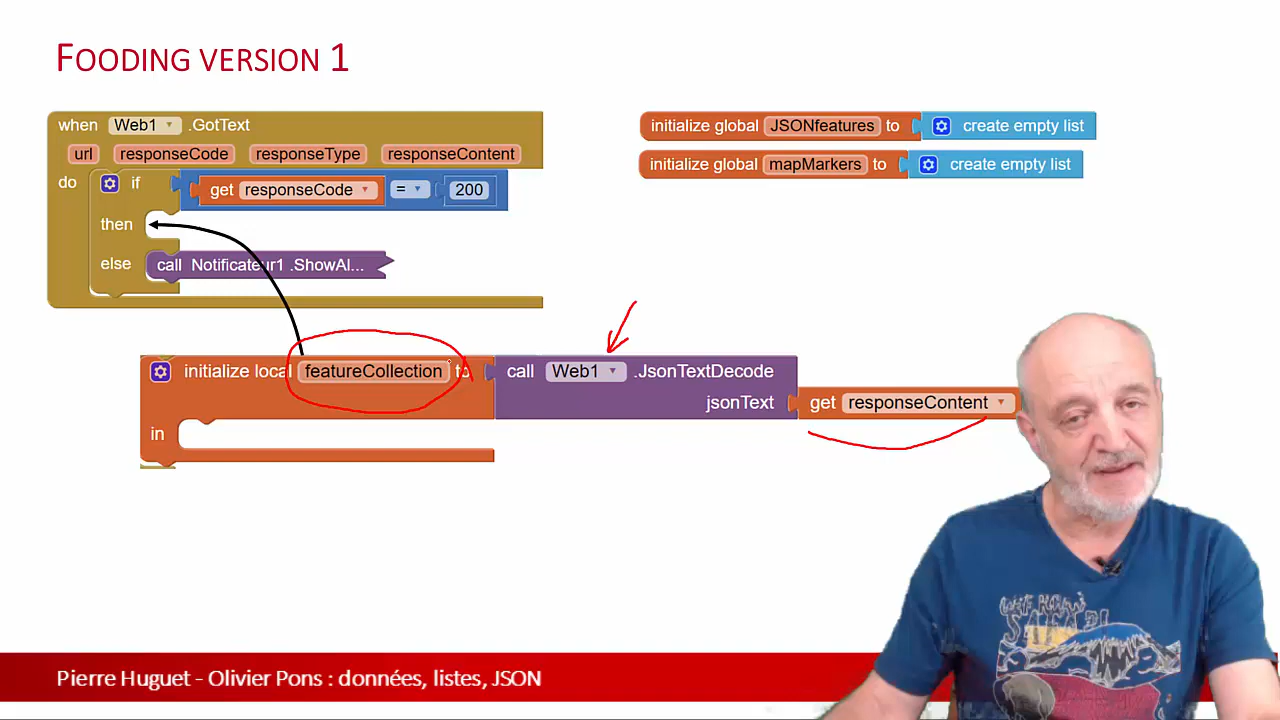 FOODING VERSION 1
when Web1 .GotText
url responseCode responseType responseContent
do if get responseCode = 200
then
else call Notificateur1 .ShowAl...
initialize global JSONfeatures to create empty list
initialize global mapMarkers to create empty list
initialize local featureCollection to call Web1 .JsonTextDecode
jsonText get responseContent
in
Pierre Huguet - Olivier Pons : données, listes, JSON